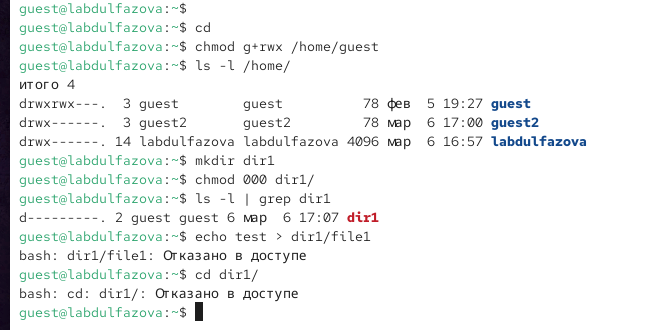 guest@labdulfazova:~$
guest@labdulfazova:~$ cd
guest@labdulfazova:~$ chmod g+rwx /home/guest
guest@labdulfazova:~$ ls -l /home/
итого 4
drwxrwx---.  3 guest        guest          78 фев  5 19:27 guest
drwx------.  3 guest2       guest2         78 мар  6 17:00 guest2
drwx------. 14 labdulfazova labdulfazova 4096 мар  6 16:57 labdulfazova
guest@labdulfazova:~$ mkdir dir1
guest@labdulfazova:~$ chmod 000 dir1/
guest@labdulfazova:~$ ls -l | grep dir1
d---------. 2 guest guest 6 мар  6 17:07 dir1
guest@labdulfazova:~$ echo test > dir1/file1
bash: dir1/file1: Отказано в доступе
guest@labdulfazova:~$ cd dir1/
bash: cd: dir1/: Отказано в доступе
guest@labdulfazova:~$